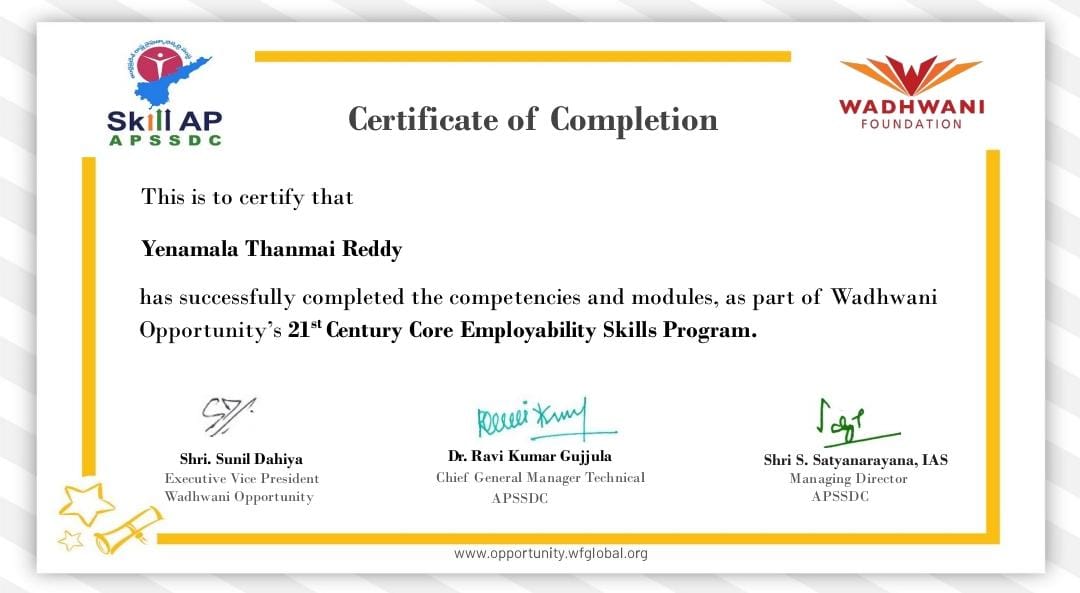 Skill AP
APSSDC
WADHWANI
FOUNDATION
Certificate of Completion
This is to certify that
Yenamala Thanmai Reddy
has successfully completed the competencies and modules, as part of Wadhwani
Opportunity’s 21st Century Core Employability Skills Program.
Shri. Sunil Dahiya
Executive Vice President
Wadhwani Opportunity
Dr. Ravi Kumar Gujjula
Chief General Manager Technical
APSSDC
Shri S. Satyanarayana, IAS
Managing Director
APSSDC
www.opportunity.wfglobal.org